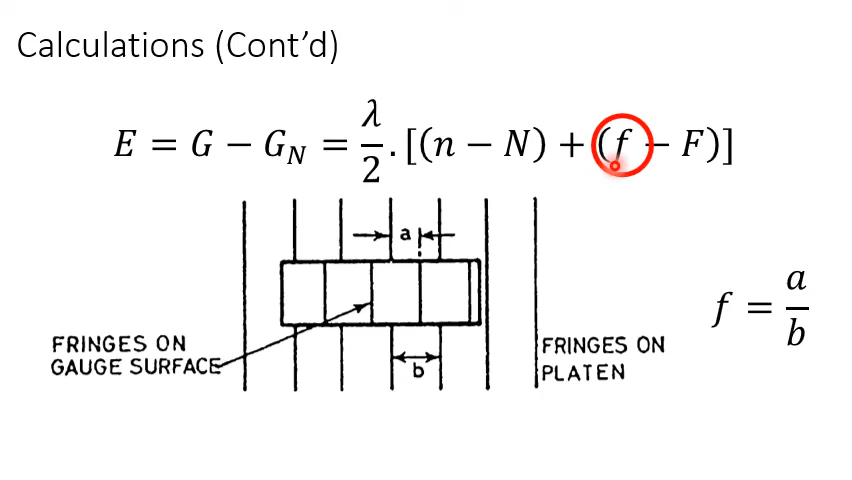 Calculations (Cont’d)
E = G − G_N = λ/2 . [(n − N) + (f − F)]
a
f = a/b
FRINGES ON
GAUGE SURFACE
b
FRINGES ON
PLATEN